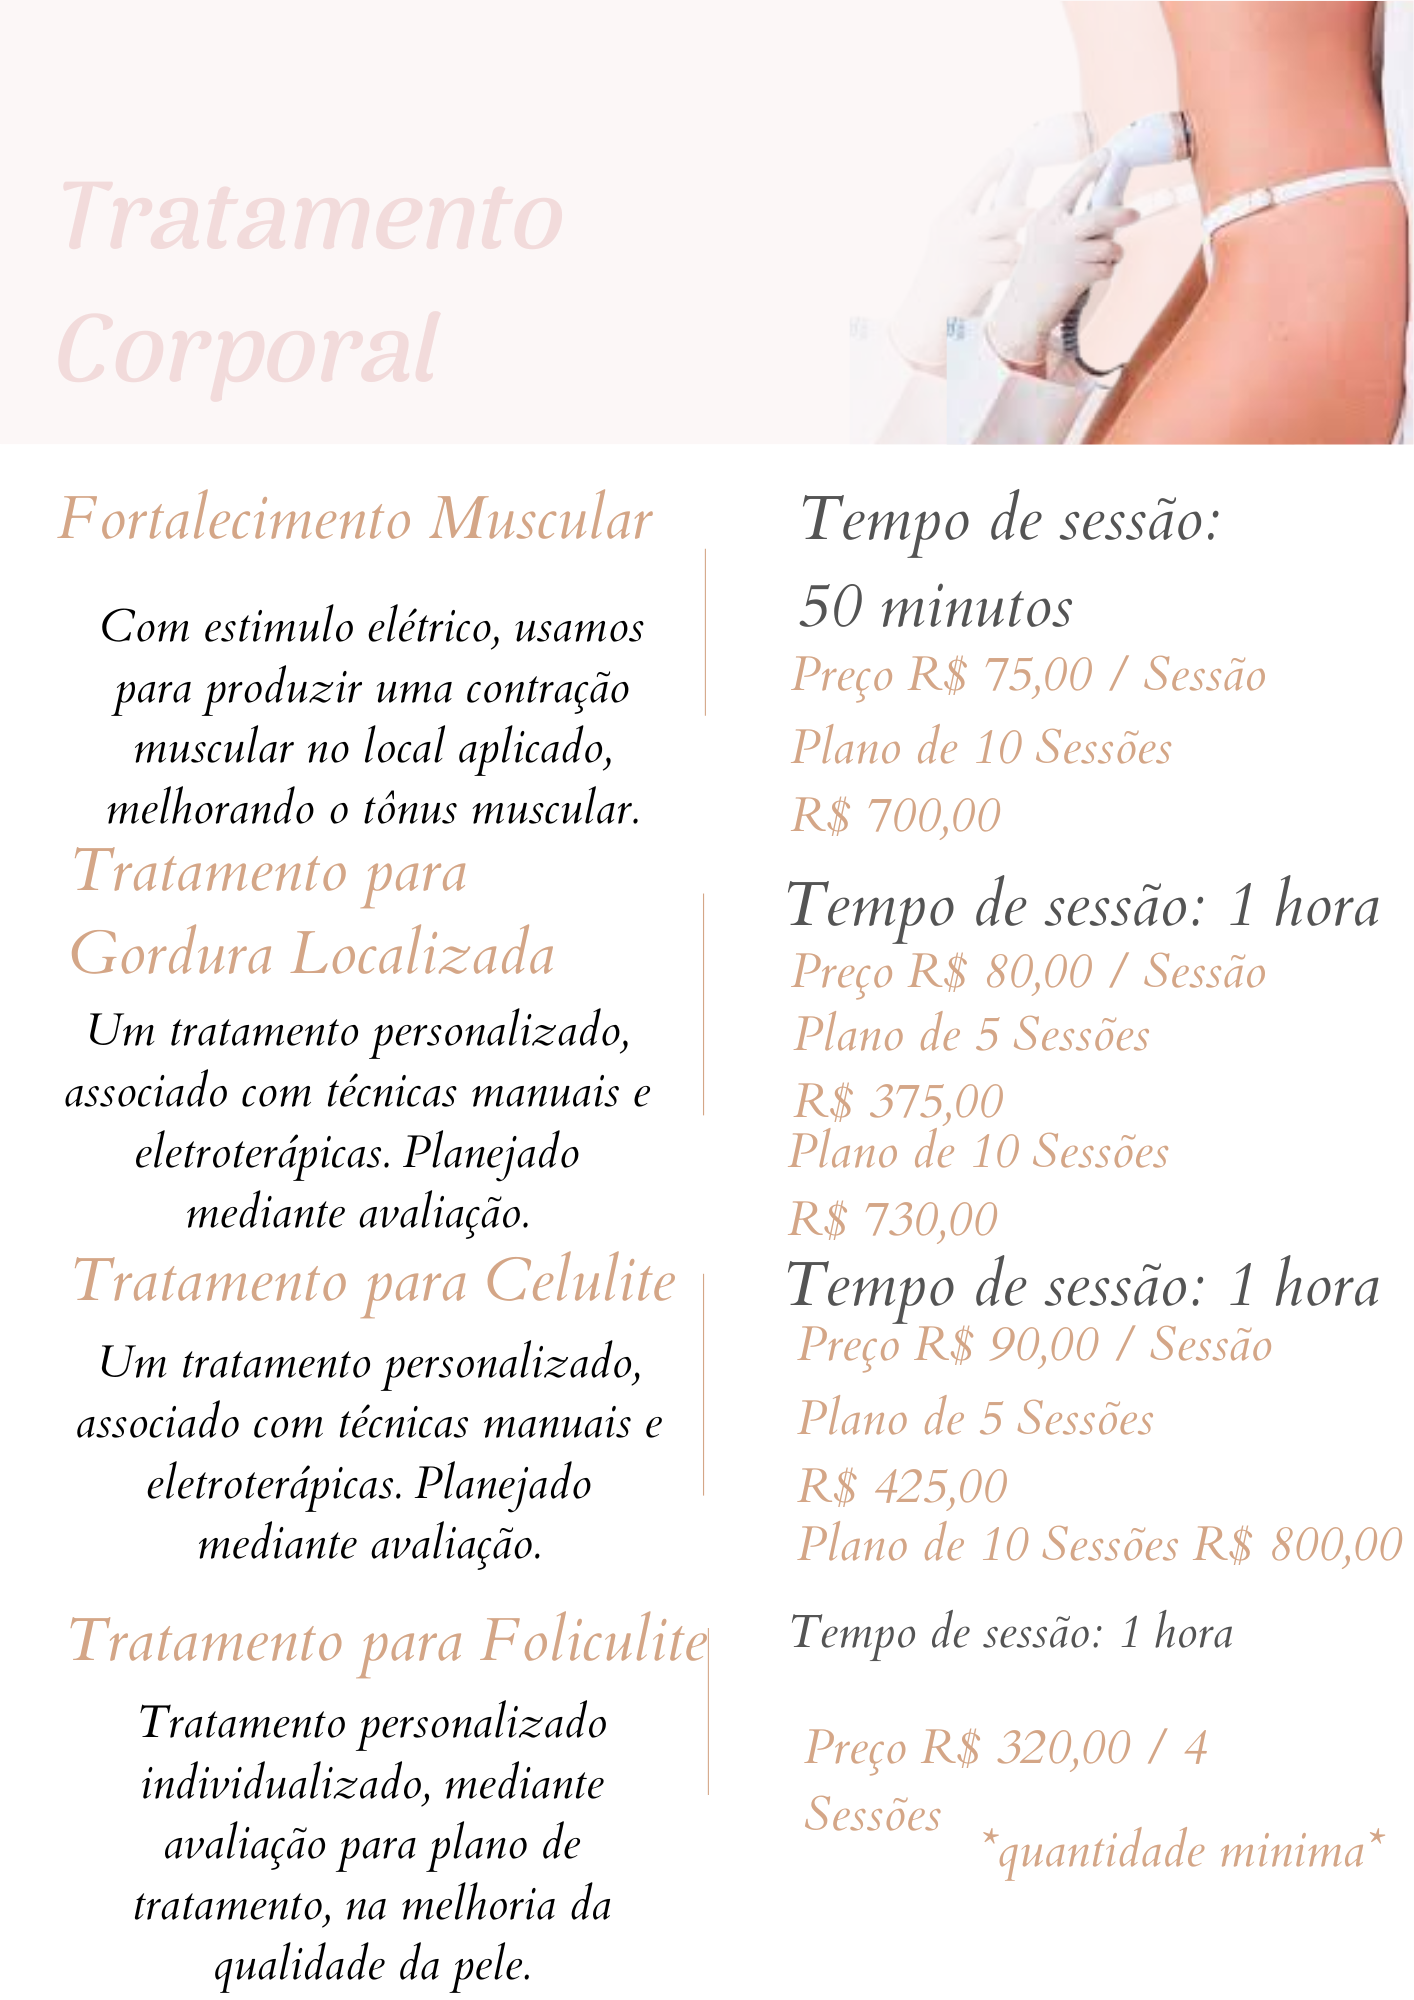 Tratamento
Corporal
Fortalecimento Muscular
Com estimulo elétrico, usamos
para produzir uma contração
muscular no local aplicado,
melhorando o tônus muscular.
Tempo de sessão:
50 minutos
Preço R$ 75,00 / Sessão
Plano de 10 Sessões
R$ 700,00
Tratamento para
Gordura Localizada
Um tratamento personalizado,
associado com técnicas manuais e
eletroterápicas. Planejado
mediante avaliação.
Tempo de sessão: 1 hora
Preço R$ 80,00 / Sessão
Plano de 5 Sessões
R$ 375,00
Plano de 10 Sessões
R$ 730,00
Tratamento para Celulite
Um tratamento personalizado,
associado com técnicas manuais e
eletroterápicas. Planejado
mediante avaliação.
Tempo de sessão: 1 hora
Preço R$ 90,00 / Sessão
Plano de 5 Sessões
R$ 425,00
Plano de 10 Sessões R$ 800,00
Tratamento para Foliculite
Tratamento personalizado
individualizado, mediante
avaliação para plano de
tratamento, na melhoria da
qualidade da pele.
Tempo de sessão: 1 hora
Preço R$ 320,00 / 4
Sessões
*quantidade minima*